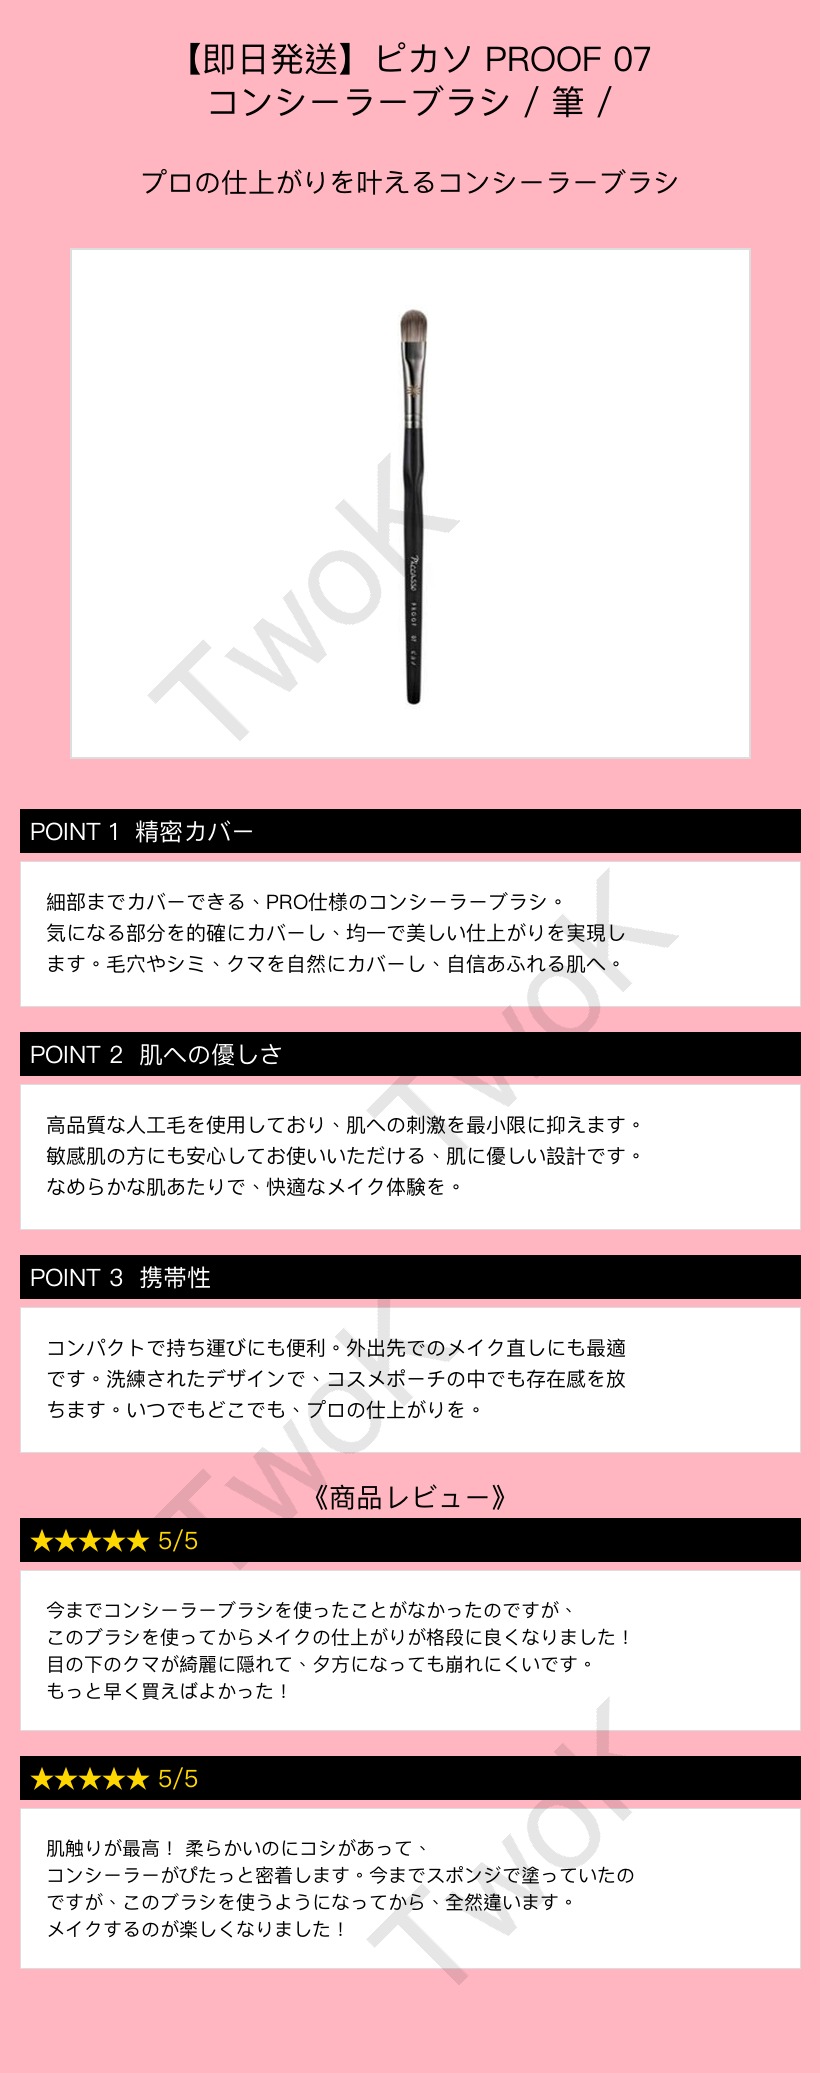 【即日発送】ピカソ PROOF 07
コンシーラーブラシ / 筆 /
プロの仕上がりを叶えるコンシーラーブラシ
Piccasso PROOF 07
TwoK
POINT 1 精密カバー
細部までカバーできる、PRO仕様のコンシーラーブラシ。
気になる部分を的確にカバーし、均一で美しい仕上がりを実現し
ます。毛穴やシミ、クマを自然にカバーし、自信あふれる肌へ。
TwoK
POINT 2 肌への優しさ
高品質な人工毛を使用しており、肌への刺激を最小限に抑えます。
敏感肌の方にも安心してお使いいただける、肌に優しい設計です。
なめらかな肌あたりで、快適なメイク体験を。
POINT 3 携帯性
コンパクトで持ち運びにも便利。外出先でのメイク直しにも最適
です。洗練されたデザインで、コスメポーチの中でも存在感を放
ちます。いつでもどこでも、プロの仕上がりを。
TwoK
《商品レビュー》
★★★★★ 5/5
今までコンシーラーブラシを使ったことがなかったのですが、
このブラシを使ってからメイクの仕上がりが格段に良くなりました！
目の下のクマが綺麗に隠れて、夕方になっても崩れにくいです。
もっと早く買えばよかった！
★★★★★ 5/5
肌触りが最高！ 柔らかいのにコシがあって、
コンシーラーがぴたっと密着します。今までスポンジで塗っていたの
ですが、このブラシを使うようになってから、全然違います。
メイクするのが楽しくなりました！
TwoK